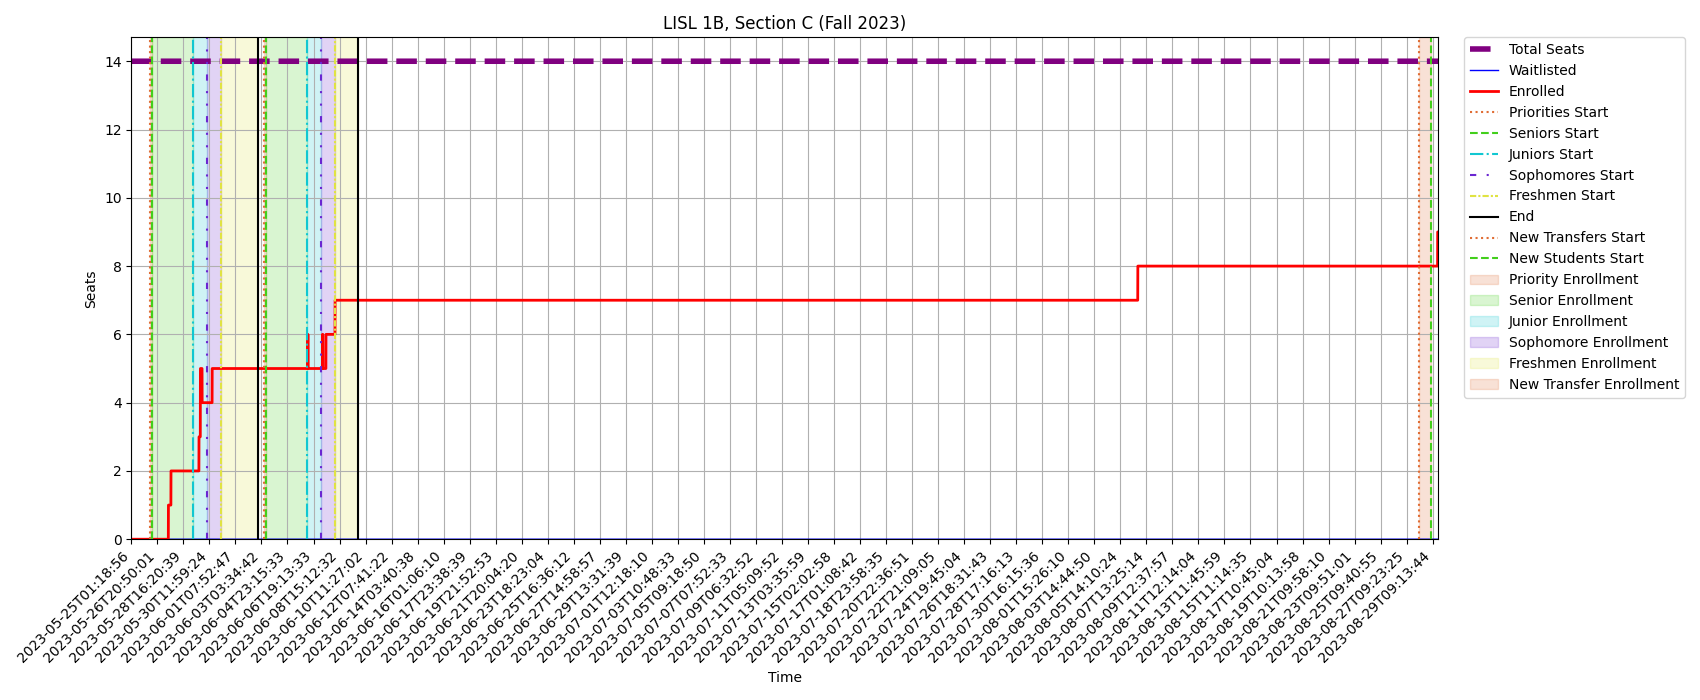 LISL 1B, Section C (Fall 2023)
Seats
14
12
10
8
6
4
2
0
2023-05-25T01:18:56
2023-05-26T20:50:01
2023-05-28T16:20:39
2023-05-30T11:59:24
2023-06-01T07:52:47
2023-06-03T03:34:42
2023-06-04T23:15:33
2023-06-06T19:13:33
2023-06-08T15:12:32
2023-06-10T11:27:02
2023-06-12T07:41:22
2023-06-14T03:40:38
2023-06-16T01:06:10
2023-06-17T23:38:39
2023-06-19T21:52:53
2023-06-21T20:04:20
2023-06-23T18:23:04
2023-06-25T16:36:12
2023-06-27T14:58:57
2023-06-29T13:31:39
2023-07-01T12:18:10
2023-07-03T10:48:33
2023-07-05T09:18:50
2023-07-07T07:52:33
2023-07-09T06:32:52
2023-07-11T05:09:52
2023-07-13T03:35:59
2023-07-15T02:02:58
2023-07-17T01:08:42
2023-07-18T23:58:35
2023-07-20T22:36:51
2023-07-22T21:09:05
2023-07-24T19:45:04
2023-07-26T18:31:43
2023-07-28T17:16:13
2023-07-30T16:15:36
2023-08-01T15:26:10
2023-08-03T14:44:50
2023-08-05T14:10:24
2023-08-07T13:25:14
2023-08-09T12:37:57
2023-08-11T12:14:04
2023-08-13T11:45:59
2023-08-15T11:14:35
2023-08-17T10:45:04
2023-08-19T10:13:58
2023-08-21T09:58:10
2023-08-23T09:51:01
2023-08-25T09:40:55
2023-08-27T09:23:25
2023-08-29T09:13:44
Time
Total Seats
Waitlisted
Enrolled
Priorities Start
Seniors Start
Juniors Start
Sophomores Start
Freshmen Start
End
New Transfers Start
New Students Start
Priority Enrollment
Senior Enrollment
Junior Enrollment
Sophomore Enrollment
Freshmen Enrollment
New Transfer Enrollment